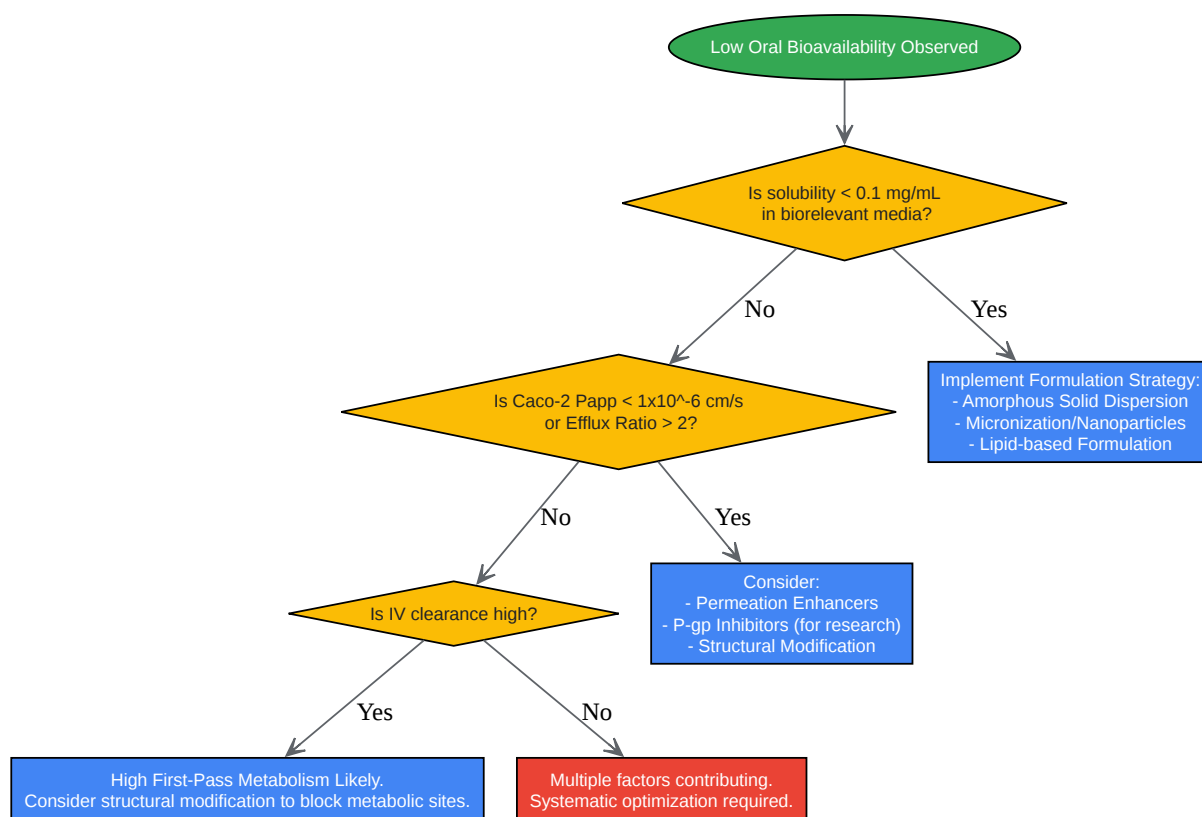 Low Oral Bioavailability Observed
Is solubility < 0.1 mg/mL
in biorelevant media?
No
Yes
Implement Formulation Strategy:
- Amorphous Solid Dispersion
- Micronization/Nanoparticles
- Lipid-based Formulation
Is Caco-2 Papp < 1x10^-6 cm/s
or Efflux Ratio > 2?
No
Yes
Consider:
- Permeation Enhancers
- P-gp Inhibitors (for research)
- Structural Modification
Is IV clearance high?
Yes
No
High First-Pass Metabolism Likely.
Consider structural modification to block metabolic sites.
Multiple factors contributing.
Systematic optimization required.